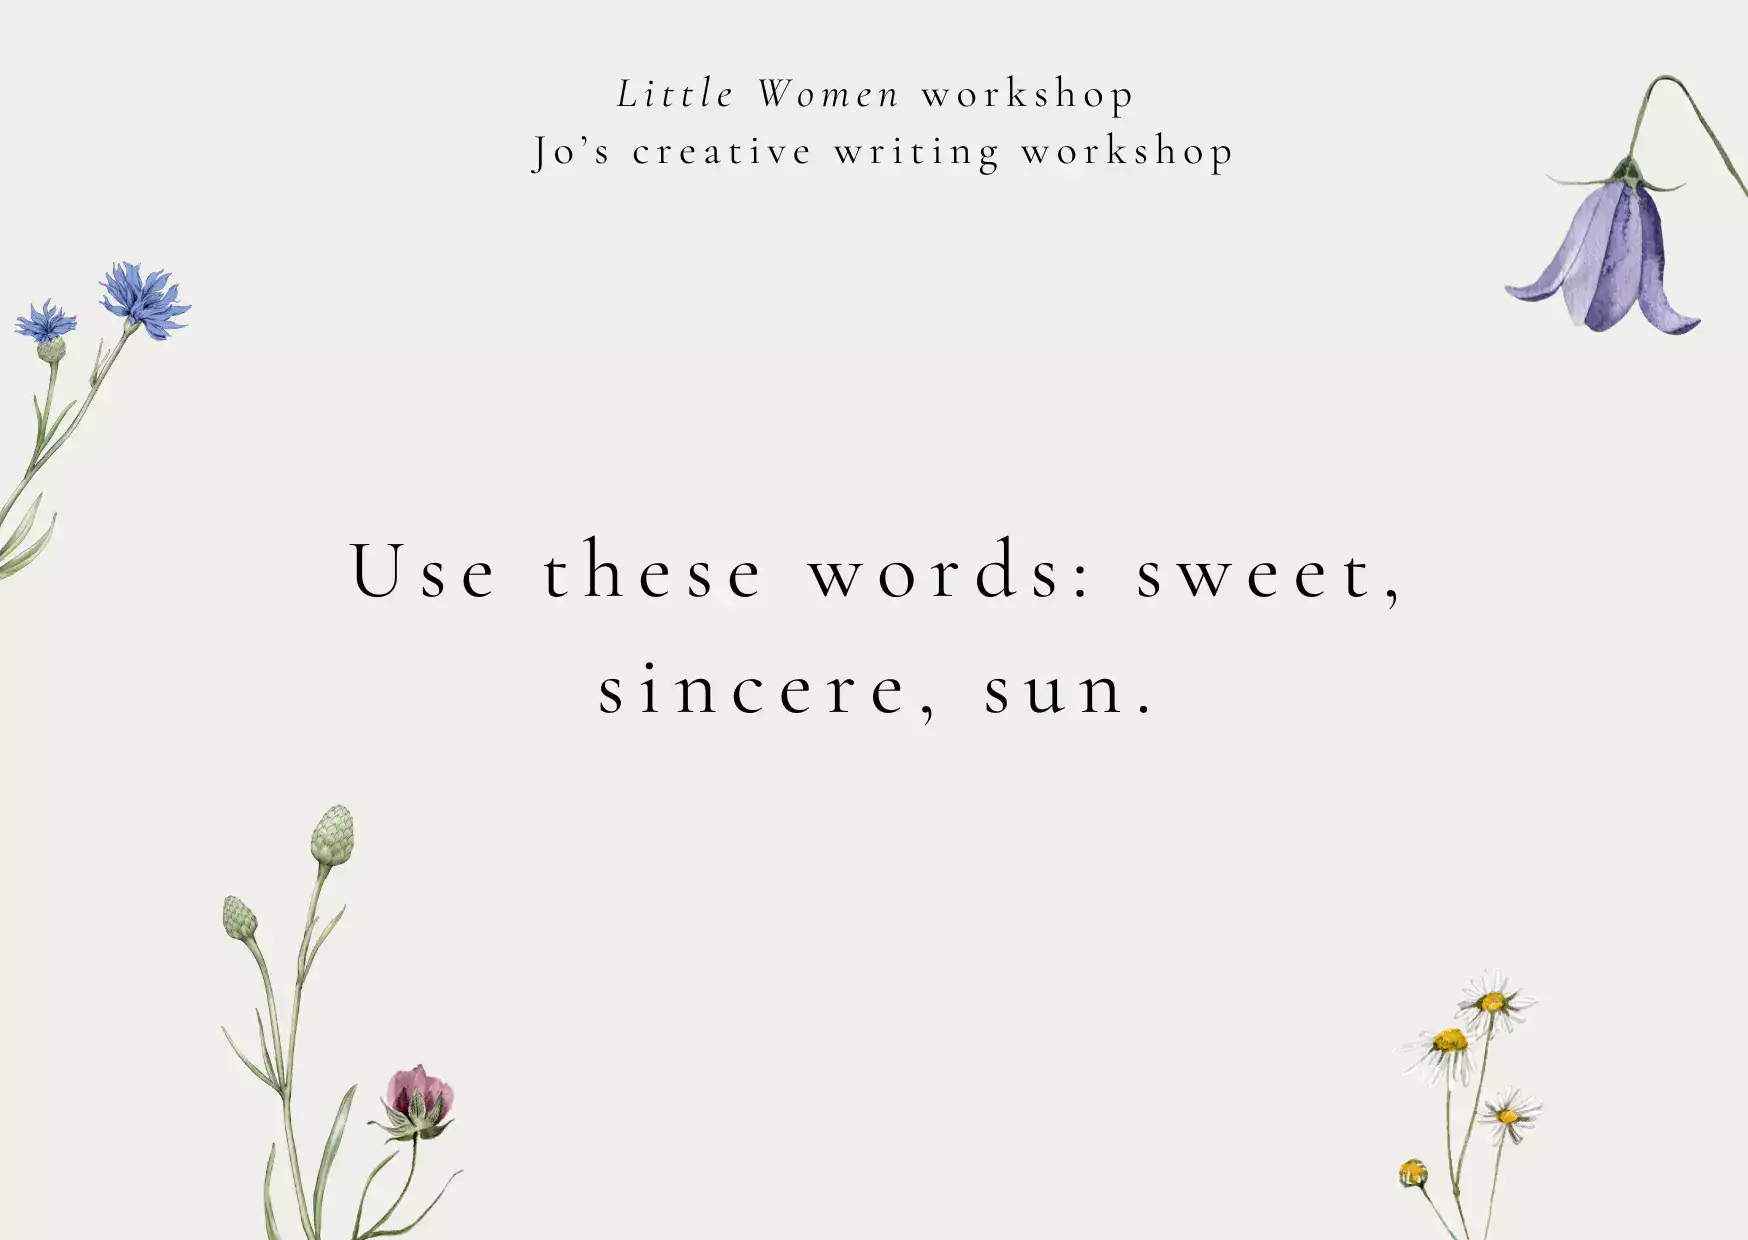 Little Women workshop
Jo’s creative writing workshop
Use these words: sweet,
sincere, sun.